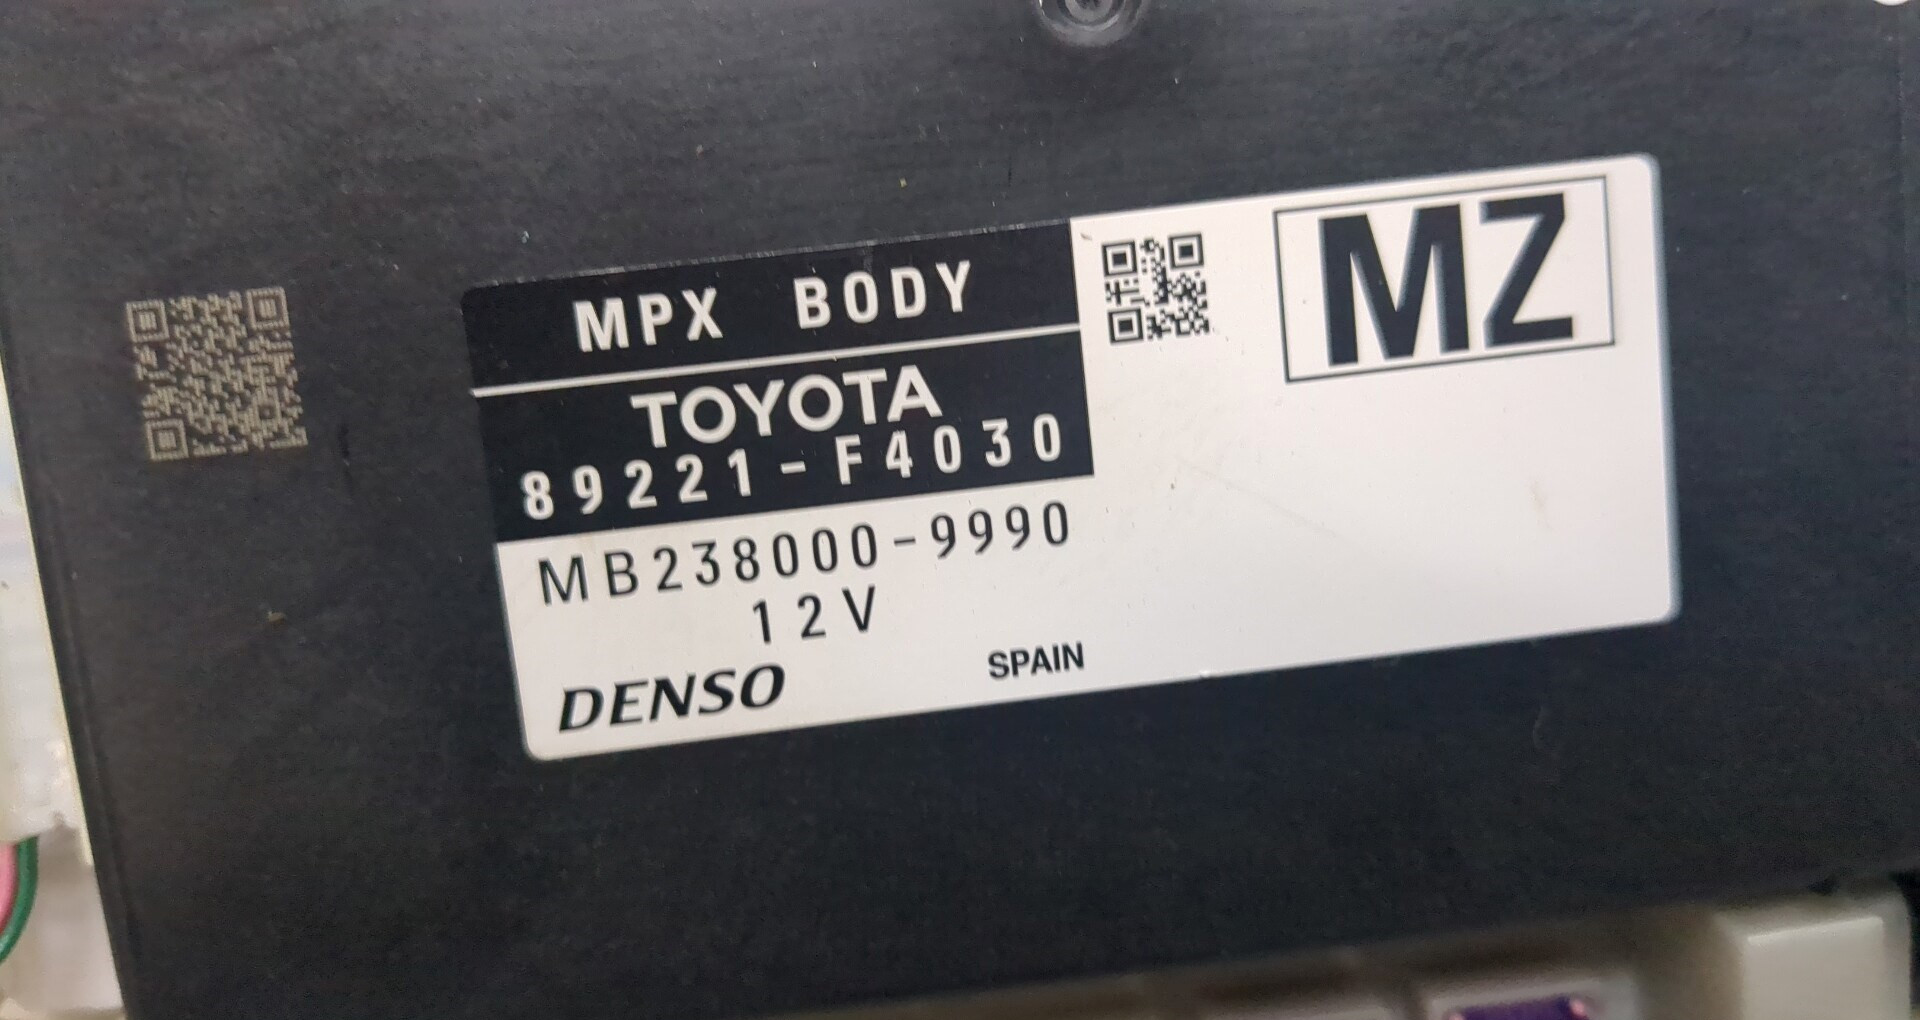 MPX BODY
TOYOTA
89221-F4030
MB238000-9990
12V
DENSO
SPAIN
MZ